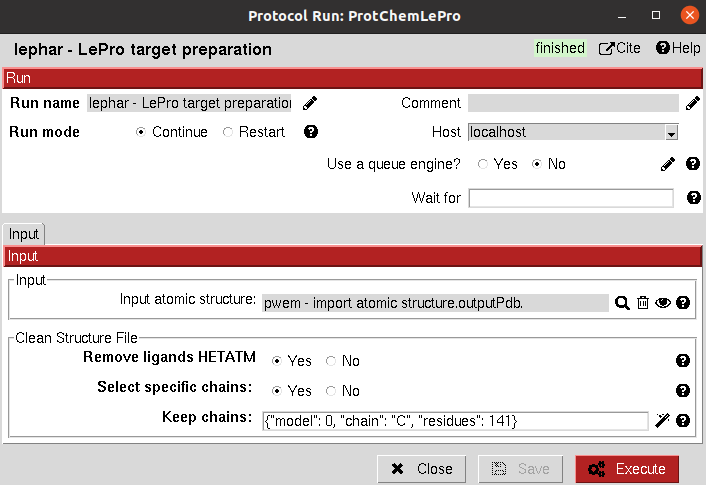 Protocol Run: ProtChemLePro
lephar - LePro target preparation finished Cite Help
Run
Run name lephar - LePro target preparation Comment
Run mode Continue Restart Host localhost
Use a queue engine? Yes No
Wait for
Input
Input
Input
Input atomic structure: pwem - import atomic structure.outputPdb.
Clean Structure File
Remove ligands HETATM Yes No
Select specific chains: Yes No
Keep chains: {"model": 0, "chain": "C", "residues": 141}
Close Save Execute